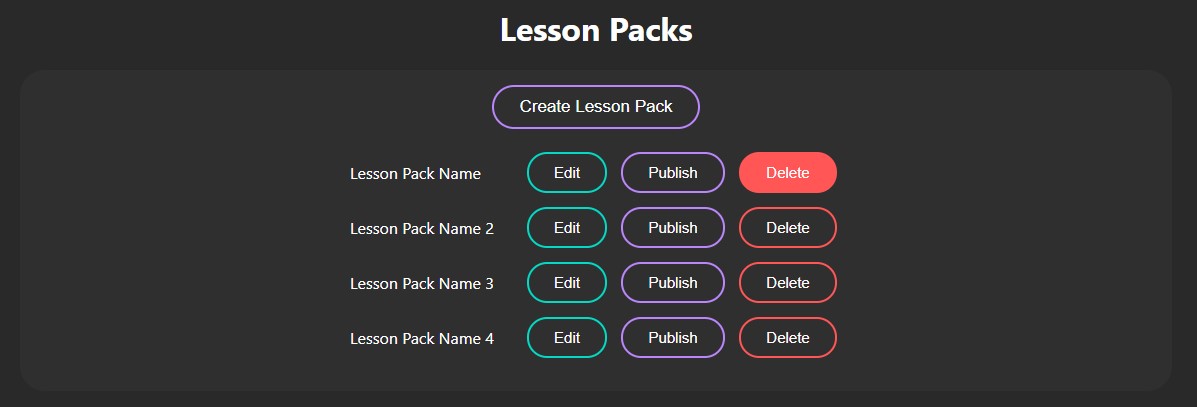 Lesson Packs
Create Lesson Pack
Lesson Pack Name Edit Publish Delete
Lesson Pack Name 2 Edit Publish Delete
Lesson Pack Name 3 Edit Publish Delete
Lesson Pack Name 4 Edit Publish Delete